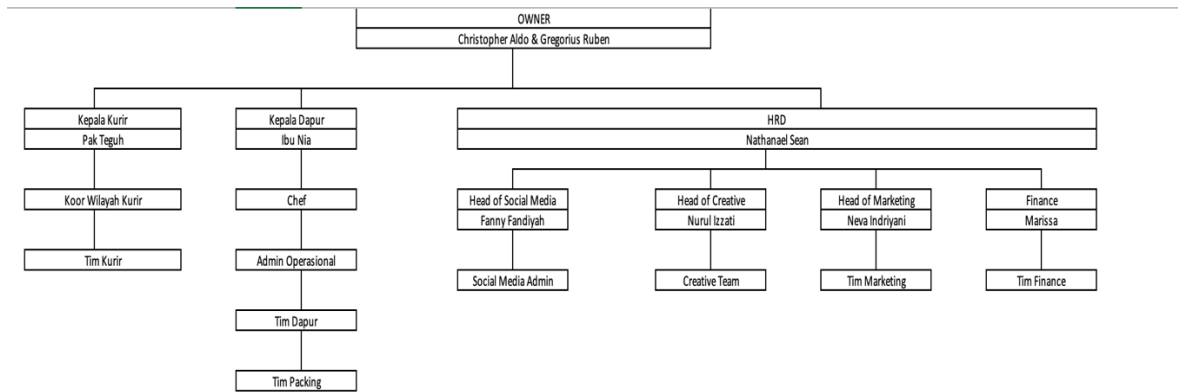 OWNER
Christopher Aldo & Gregorius Ruben
Kepala Kurir
Pak Teguh
Koor Wilayah Kurir
Tim Kurir
Kepala Dapur
Ibu Nia
Chef
Admin Operasional
Tim Dapur
Tim Packing
HRD
Nathanael Sean
Head of Social Media
Fanny Fandiyah
Social Media Admin
Head of Creative
Nurul Izzati
Creative Team
Head of Marketing
Neva Indriyani
Tim Marketing
Finance
Marissa
Tim Finance